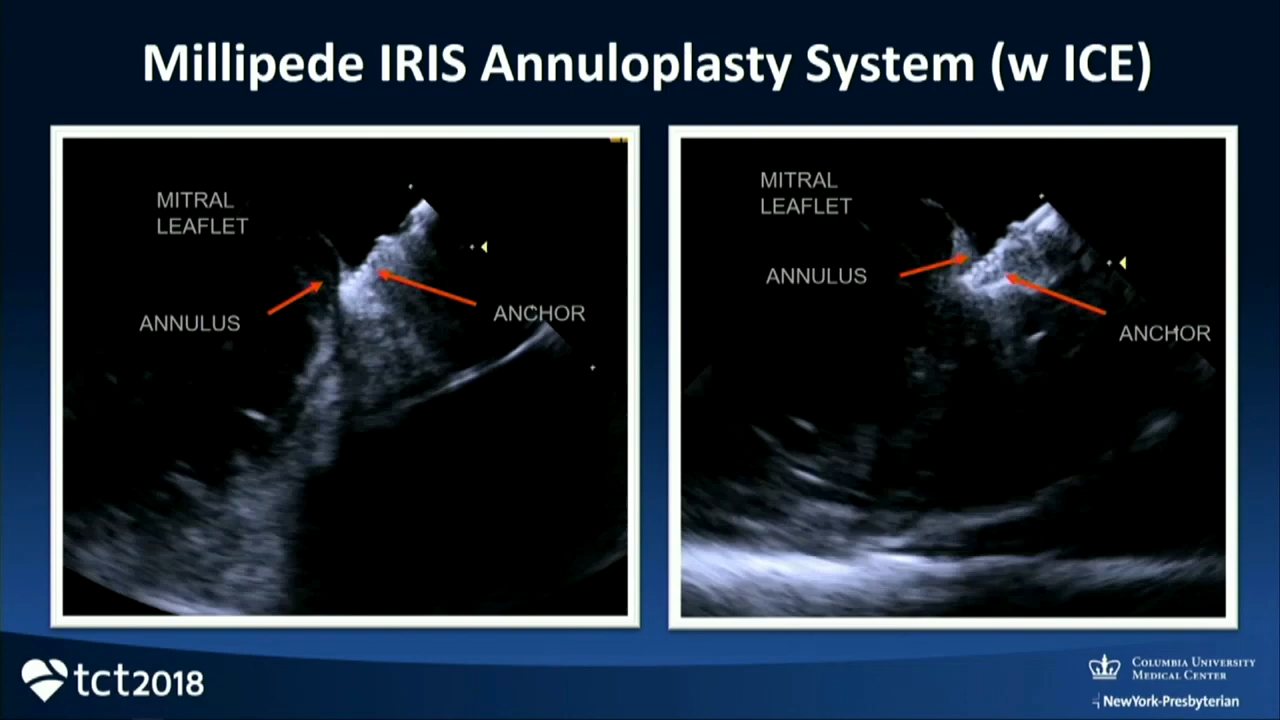 Millipede IRIS Annuloplasty System (w ICE)
MITRAL
LEAFLET
ANNULUS
ANCHOR
MITRAL
LEAFLET
ANNULUS
ANCHOR
tct2018
COLUMBIA UNIVERSITY
MEDICAL CENTER
NewYork-Presbyterian